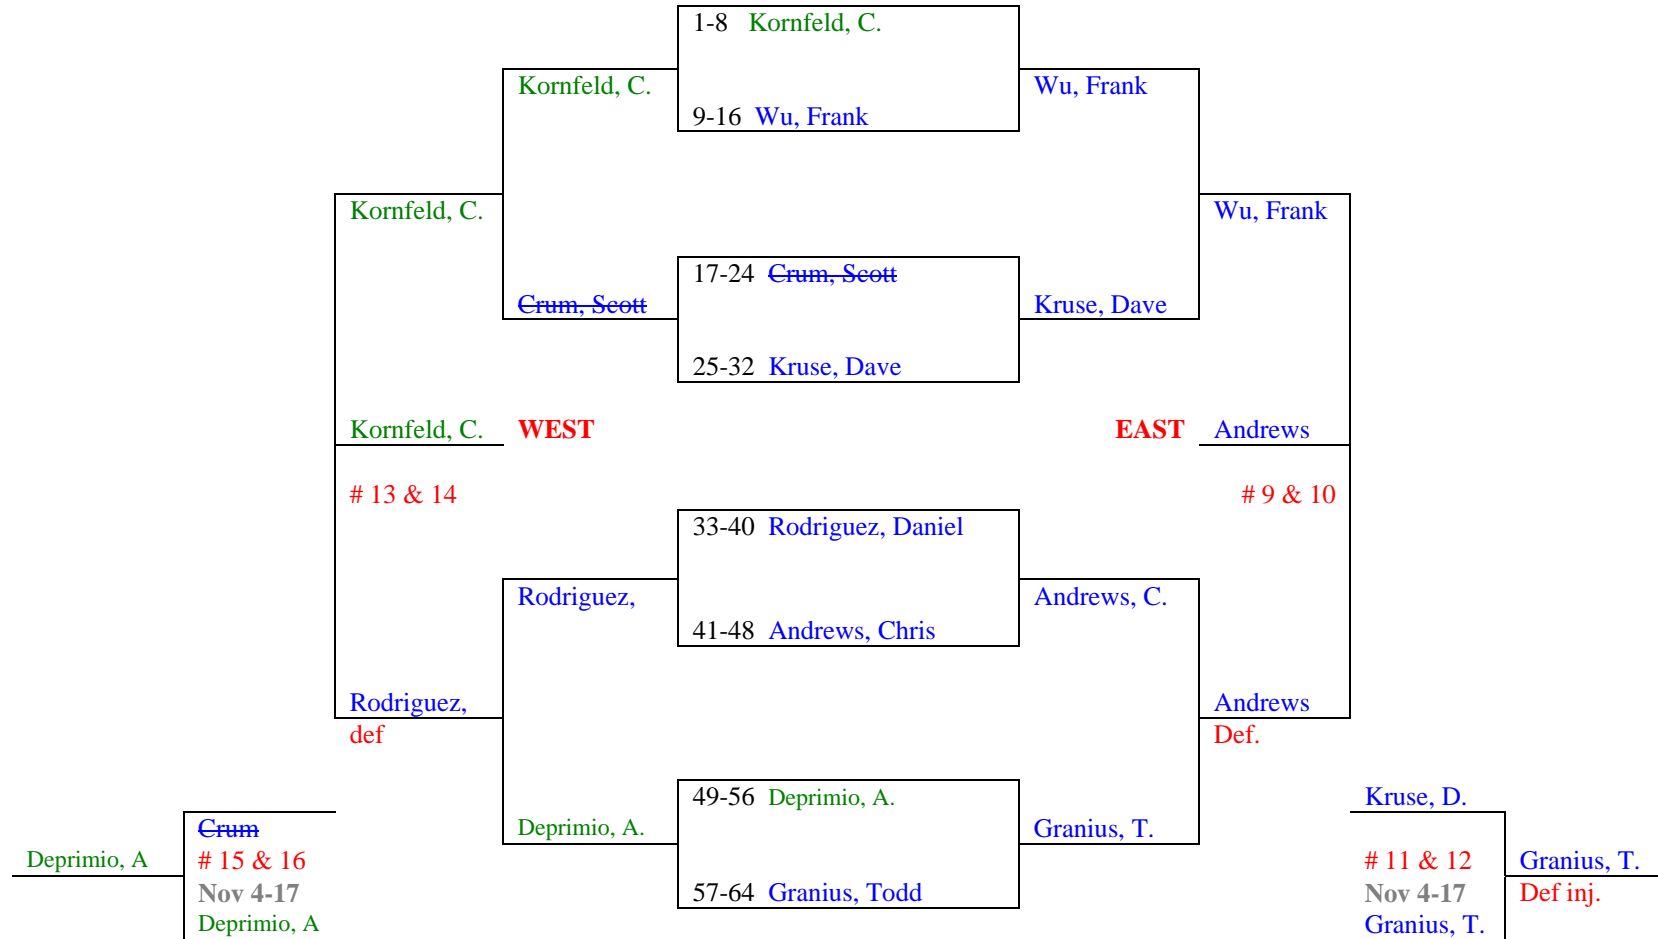 1-8 Kornfeld, C.
Kornfeld, C.
Wu, Frank
9-16 Wu, Frank
Kornfeld, C.
Wu, Frank
17-24 Crum, Scott
Crum, Scott
Kruse, Dave
25-32 Kruse, Dave
Kornfeld, C. WEST
EAST Andrews
# 13 & 14
# 9 & 10
33-40 Rodriguez, Daniel
Rodriguez,
Andrews, C.
41-48 Andrews, Chris
Rodriguez,
def
Andrews
Def.
49-56 Deprimio, A.
Kruse, D.
Crum
Deprimio, A.
Granius, T.
Deprimio, A
# 15 & 16
# 11 & 12
Granius, T.
Nov 4-17
57-64 Granius, Todd
Nov 4-17
Def inj.
Deprimio, A
Granius, T.